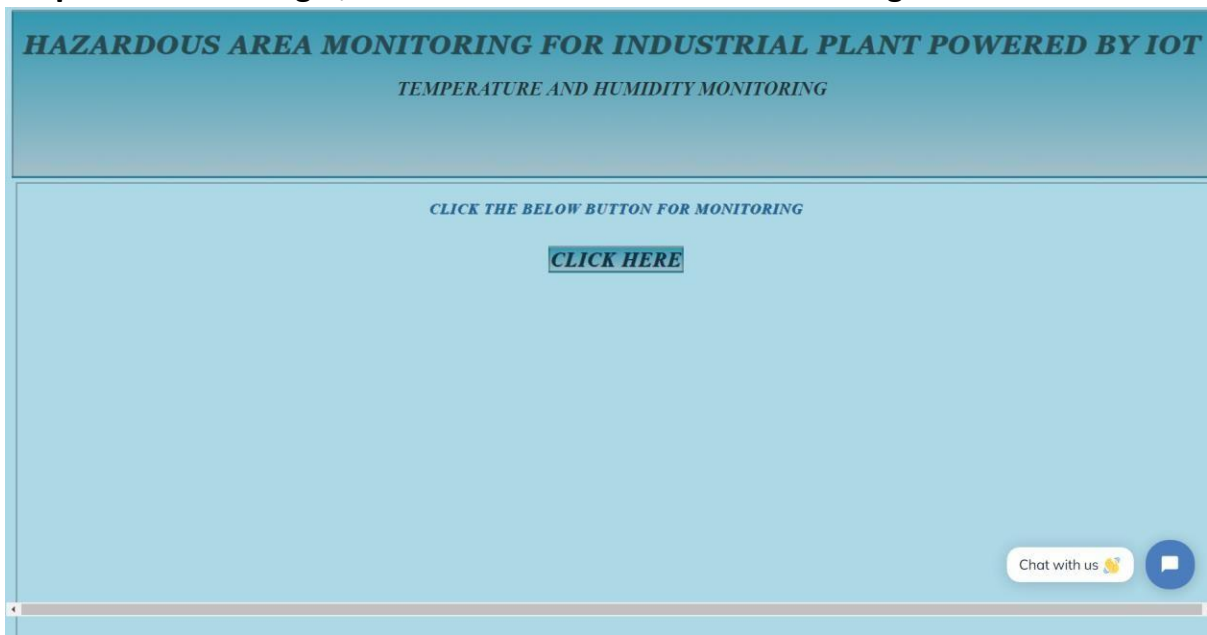 HAZARDOUS AREA MONITORING FOR INDUSTRIAL PLANT POWERED BY IOT
TEMPERATURE AND HUMIDITY MONITORING
CLICK THE BELOW BUTTON FOR MONITORING
CLICK HERE
Chat with us 👋